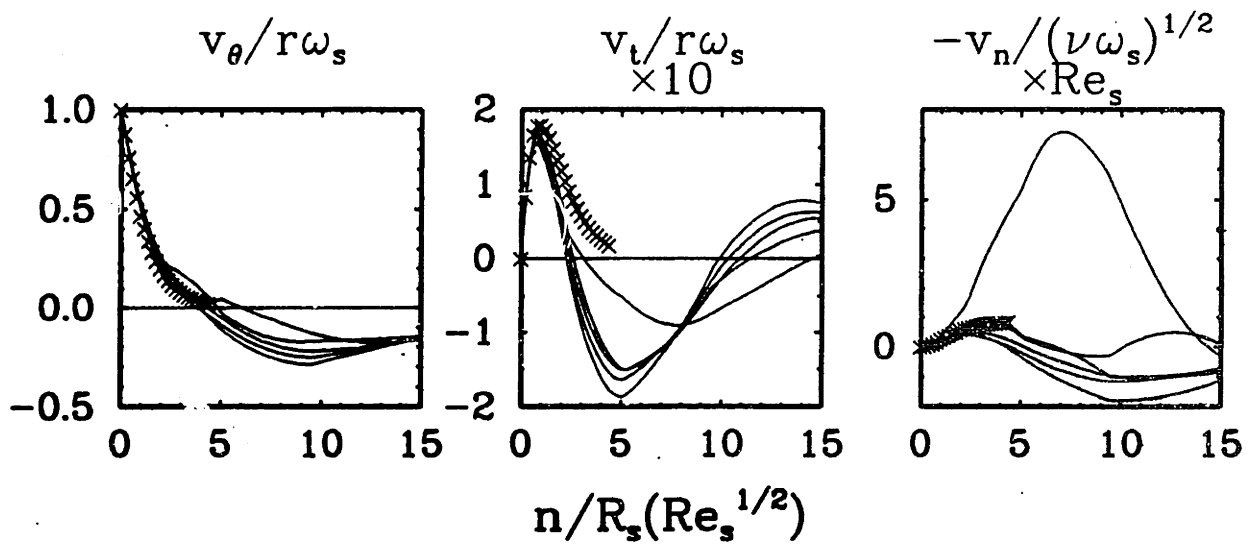 v_θ/rω_s
v_t/rω_s
×10
−v_n/(νω_s)^{1/2}
×Re_s
1.0
0.5
0.0
−0.5
0 5 10 15
2
1
0
−1
−2
0 5 10 15
5
0
0 5 10 15
n/R_s(Re_s^{1/2})